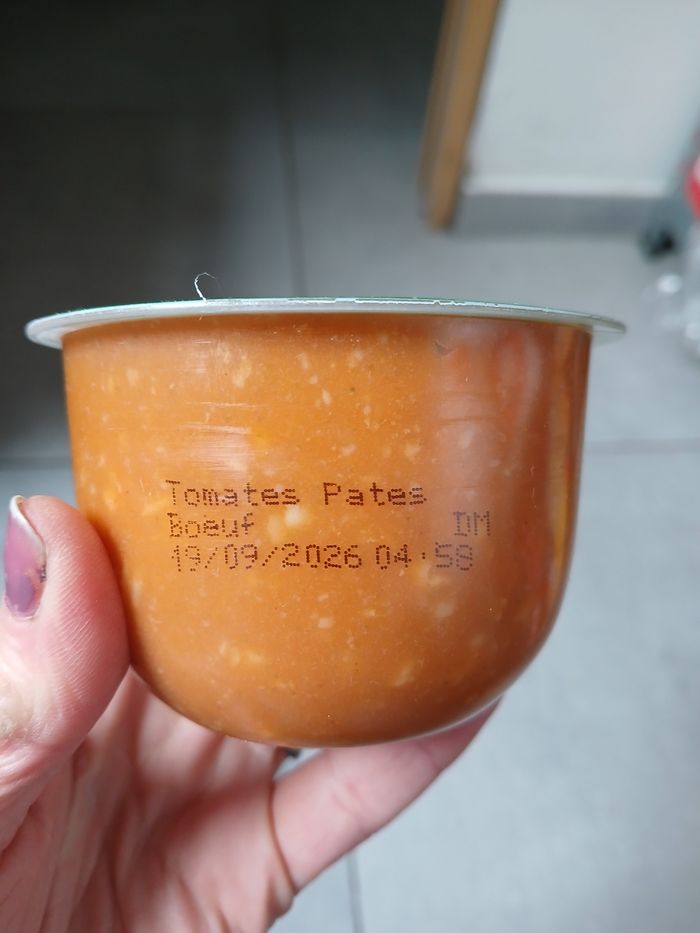 Tomates Pates
Boeuf DM
19/09/2026 04:58